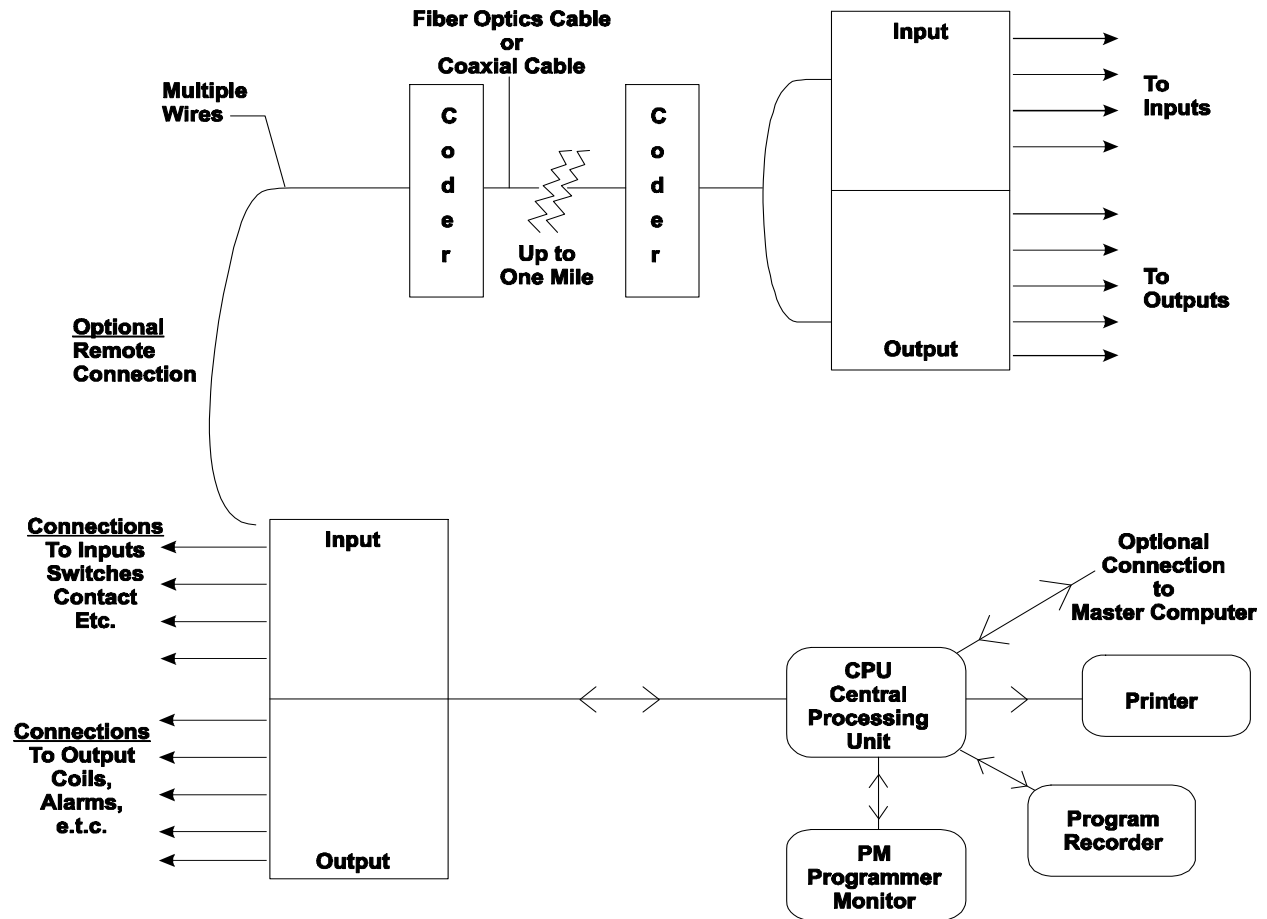 Fiber Optics Cable
or
Coaxial Cable
Multiple
Wires
C
o
d
e
r
C
o
d
e
r
Up to
One Mile
Input
Output
To
Inputs
To
Outputs
Optional
Remote
Connection
Connections
To Inputs
Switches
Contact
Etc.
Connections
To Output
Coils,
Alarms,
e.t.c.
Input
Output
Optional
Connection
to
Master Computer
CPU
Central
Processing
Unit
Printer
Program
Recorder
PM
Programmer
Monitor